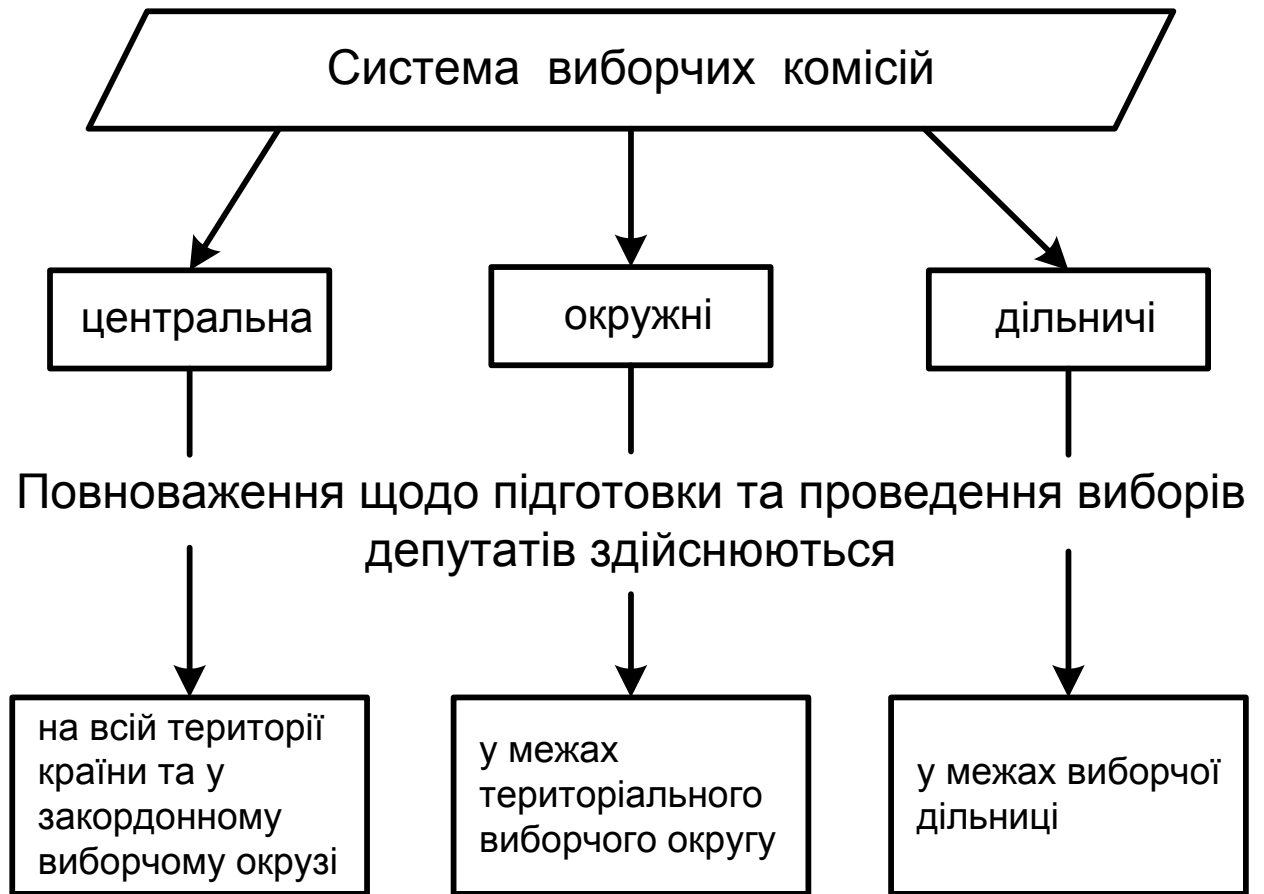 Система виборчих комісій
центральна
окружні
дільничі
Повноваження щодо підготовки та проведення виборів
депутатів здійснюються
на всій території
країни та у
закордонному
виборчому окрузі
у межах
територіального
виборчого округу
у межах виборчої
дільниці